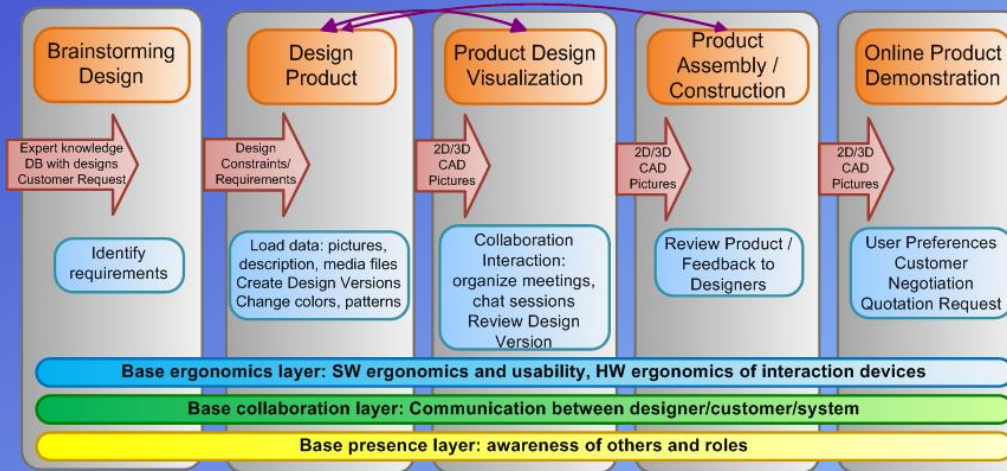 Brainstorming
Design
Design
Product
Product Design
Visualization
Product
Assembly /
Construction
Online Product
Demonstration
Expert knowledge
DB with designs
Customer Request
Design
Constraints/
Requirements
2D/3D
CAD
Pictures
2D/3D
CAD
Pictures
2D/3D
CAD
Pictures
Identify
requirements
Load data: pictures,
description, media files
Create Design Versions
Change colors, patterns
Collaboration
Interaction:
organize meetings,
chat sessions
Review Design
Version
Review Product /
Feedback to
Designers
User Preferences
Customer
Negotiation
Quotation Request
Base ergonomics layer: SW ergonomics and usability, HW ergonomics of interaction devices
Base collaboration layer: Communication between designer/customer/system
Base presence layer: awareness of others and roles